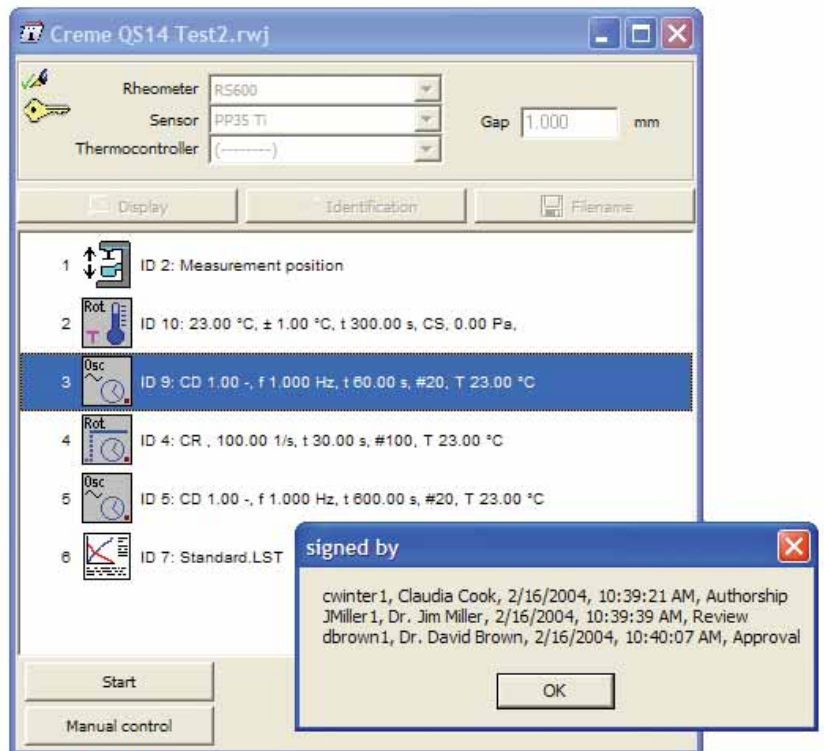 Creme QS14 Test2.rwj
Rheometer RS600
Sensor PP35 Ti Gap 1.000 mm
Thermocontroller (--------)
Display Identification Filename
1 ID 2: Measurement position
2 Rot T ID 10: 23.00 °C, ± 1.00 °C, t 300.00 s, CS, 0.00 Pa,
3 Osc ID 9: CD 1.00 -, f 1.000 Hz, t 60.00 s, #20, T 23.00 °C
4 Rot ID 4: CR , 100.00 1/s, t 30.00 s, #100, T 23.00 °C
5 Osc ID 5: CD 1.00 -, f 1.000 Hz, t 600.00 s, #20, T 23.00 °C
6 ID 7: Standard.LST
signed by
cwinter1, Claudia Cook, 2/16/2004, 10:39:21 AM, Authorship
JMiller1, Dr. Jim Miller, 2/16/2004, 10:39:39 AM, Review
dbrown1, Dr. David Brown, 2/16/2004, 10:40:07 AM, Approval
OK
Start
Manual control